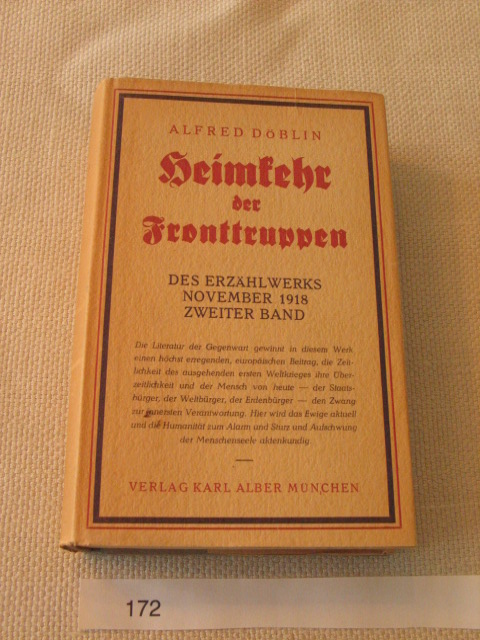 ALFRED DÖBLIN
Heimkehr
der
Fronttruppen
DES ERZÄHLWERKS
NOVEMBER 1918
ZWEITER BAND
Die Literatur der Gegenwart gewinnt in diesem Werk
einen höchst erregenden, europäischen Beitrag, die Zeit-
lichkeit des ausgehenden ersten Weltkrieges ihre Über-
zeitlichkeit und der Mensch von heute — der Staats-
bürger, der Weltbürger, der Erdenbürger — den Zwang
zur innersten Verantwortung. Hier wird das Ewige aktuell
und die Humanität zum Alarm und Sturz und Aufschwung
der Menschenseele aktenkundig.
VERLAG KARL ALBER MÜNCHEN
172